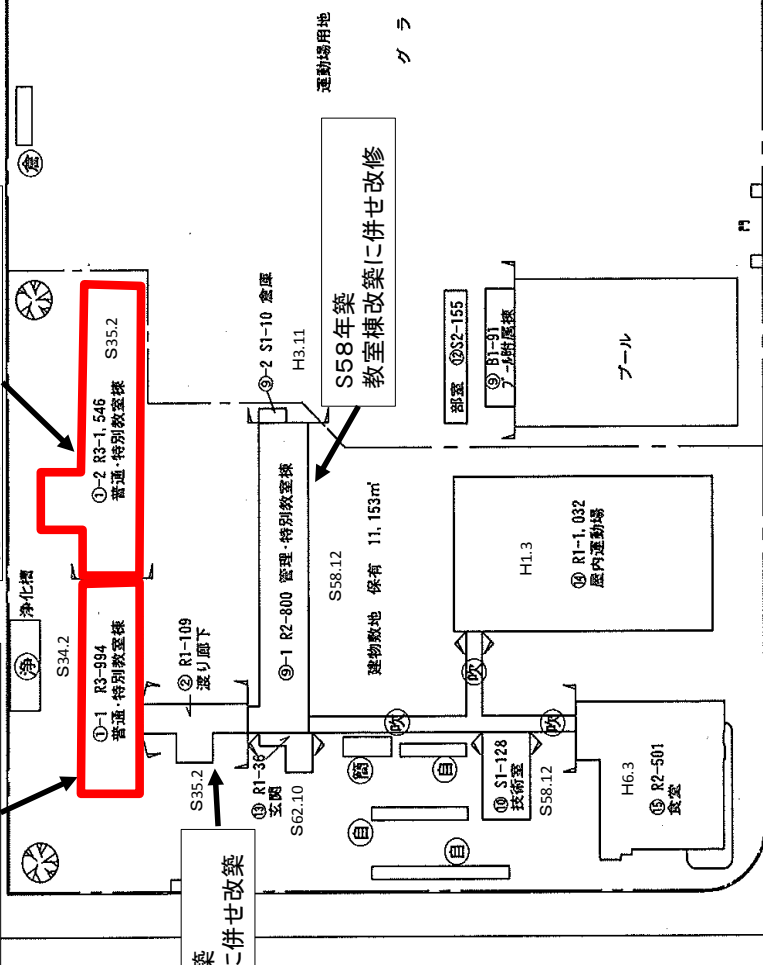 倉
運動場用地
グラ
浄化槽
浄
S34.2
①-1 R3-994
普通・特別教室棟
①-2 R3-1,546
普通・特別教室棟
S35.2
② R1-109
渡り廊下
S35.2
築
に併せ改築
⑨-2 S1-10 倉庫
H3.11
⑨-1 R2-800 管理・特別教室棟
S58.12
S58年築
教室棟改築に併せ改修
⑬ R1-36
玄関
S62.10
建物敷地 保有 11,153㎡
部室 ⑫S2-155
⑨ B1-91
プール附属棟
プール
門
H1.3
⑭ R1-1,032
屋内運動場
吹
吹
吹
自
自
自
⑩ S1-128
技術室
S58.12
H6.3
⑮ R2-501
食堂